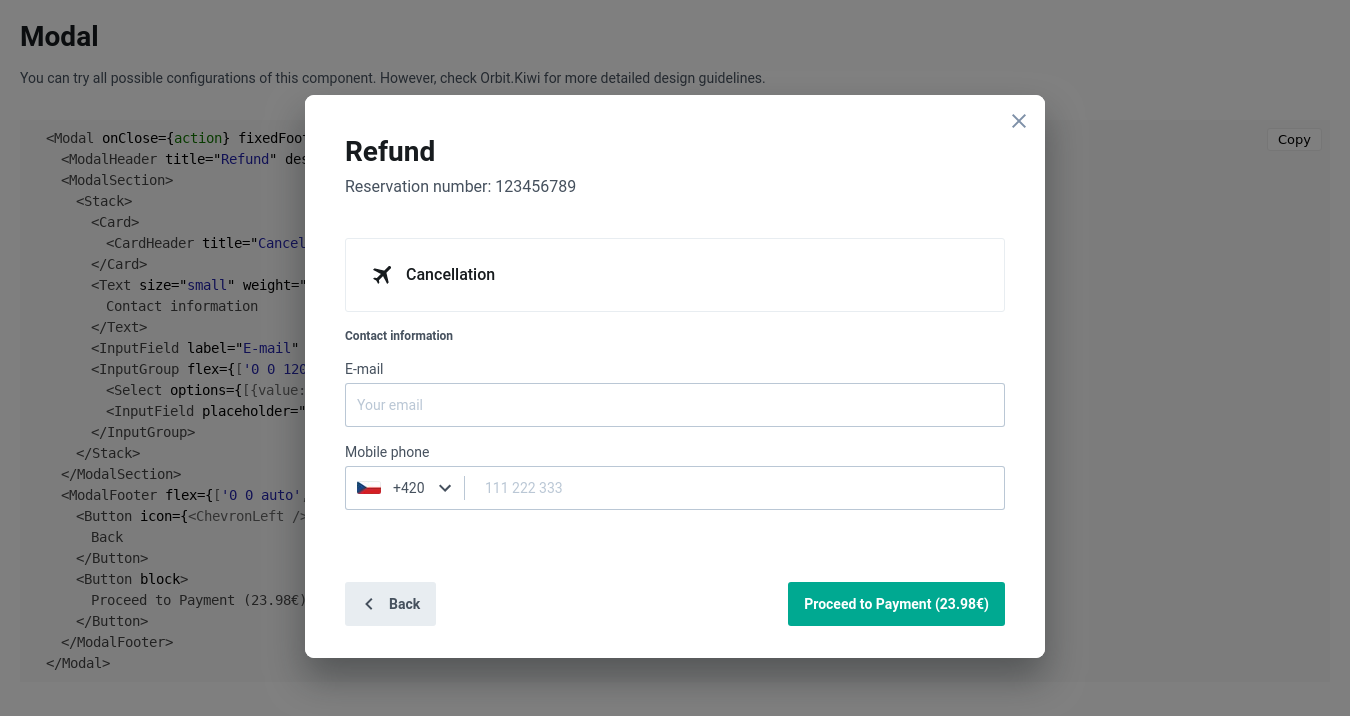 Modal
You can try all possible configurations of this component. However, check Orbit.Kiwi for more detailed design guidelines.
Copy
<Modal onClose={action} fixedFoo
<ModalHeader title="Refund" des
<ModalSection>
<Stack>
<Card>
<CardHeader title="Cancel
</Card>
<Text size="small" weight="
Contact information
</Text>
<InputField label="E-mail"
<InputGroup flex={['0 0 120
<Select options={[{value:
<InputField placeholder="
</InputGroup>
</Stack>
</ModalSection>
<ModalFooter flex={['0 0 auto',
<Button icon={<ChevronLeft />
Back
</Button>
<Button block>
Proceed to Payment (23.98€)
</Button>
</ModalFooter>
</Modal>
Refund
Reservation number: 123456789
Cancellation
Contact information
E-mail
Your email
Mobile phone
+420 111 222 333
Back
Proceed to Payment (23.98€)